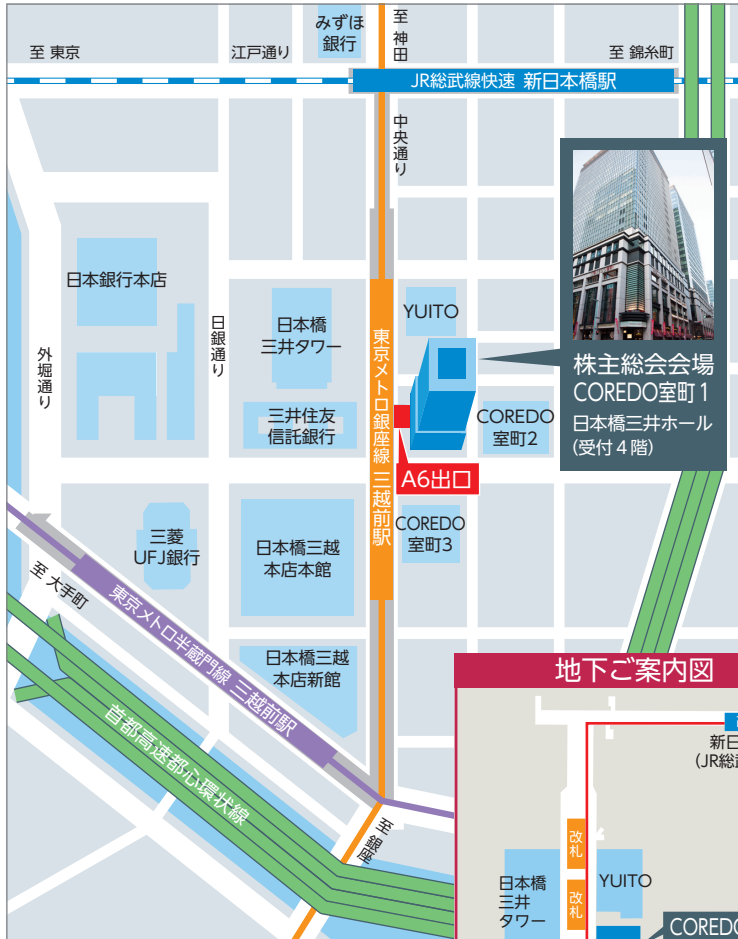 みずほ
銀行
至 神田
至 東京
江戸通り
至 錦糸町
JR総武線快速 新日本橋駅
中央通り
日本銀行本店
日銀通り
外堀通り
日本橋
三井タワー
YUITO
東京メトロ銀座線 三越前駅
株主総会会場
COREDO室町1
日本橋三井ホール
(受付4階)
三井住友
信託銀行
COREDO
室町2
A6出口
三菱
UFJ銀行
日本橋三越
本店本館
COREDO
室町3
至 大手町
東京メトロ半蔵門線 三越前駅
日本橋三越
本店新館
首都高速都心環状線
至 銀座
地下ご案内図
新日
(JR総武
改札
日本橋
三井
タワー
改札
YUITO
COREDO